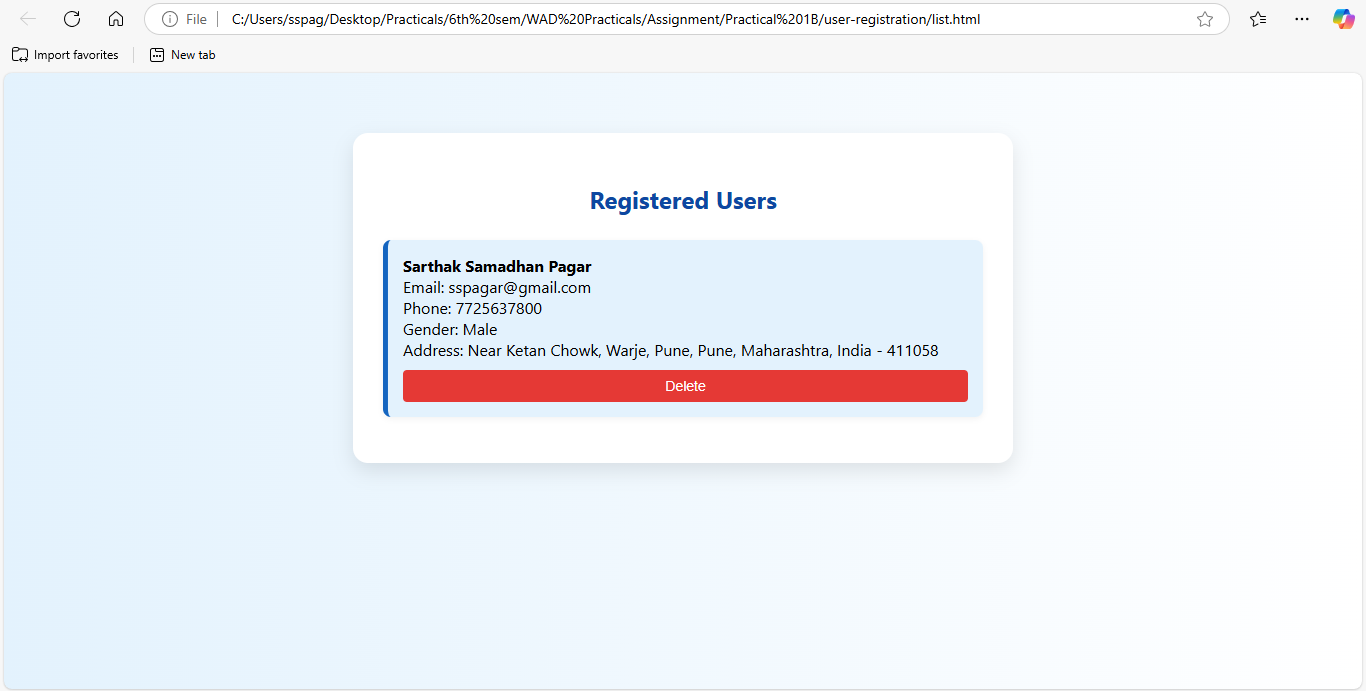 File
C:/Users/sspag/Desktop/Practicals/6th%20sem/WAD%20Practicals/Assignment/Practical%201B/user-registration/list.html
Import favorites
New tab
Registered Users
Sarthak Samadhan Pagar
Email: sspagar@gmail.com
Phone: 7725637800
Gender: Male
Address: Near Ketan Chowk, Warje, Pune, Pune, Maharashtra, India - 411058
Delete